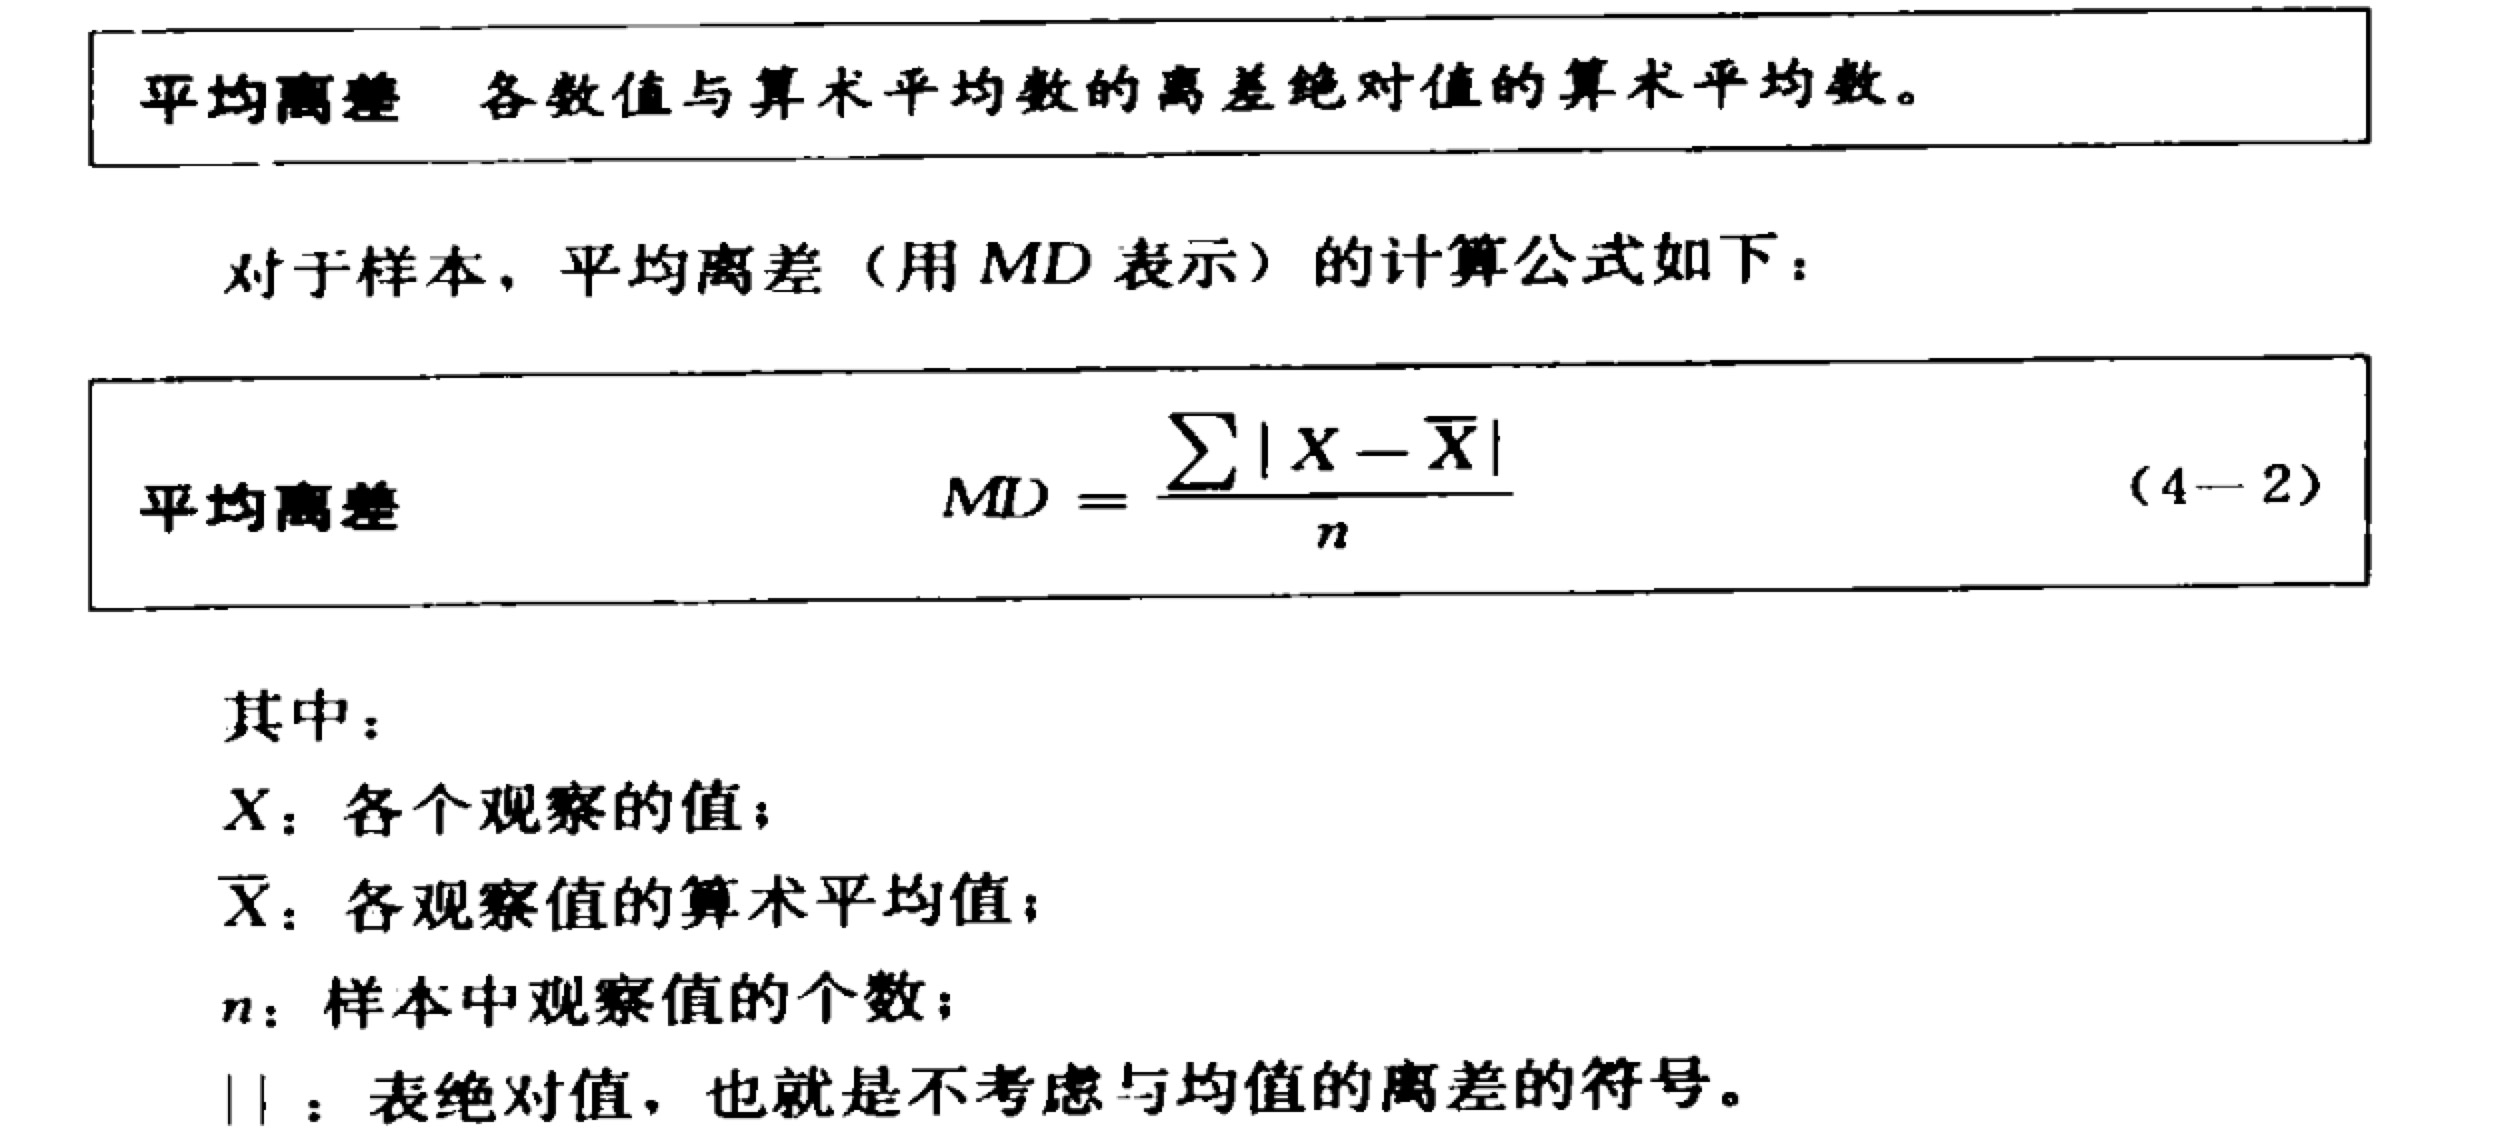 平均离差 各数值与算术平均数的离差绝对值的算术平均数。
对于样本，平均离差（用 MD 表示）的计算公式如下：
平均离差 MD = ∑|X − X̅| / n (4－2)
其中：
X：各个观察的值；
X̅：各观察值的算术平均值；
n：样本中观察值的个数；
| |：表绝对值，也就是不考虑与均值的离差的符号。